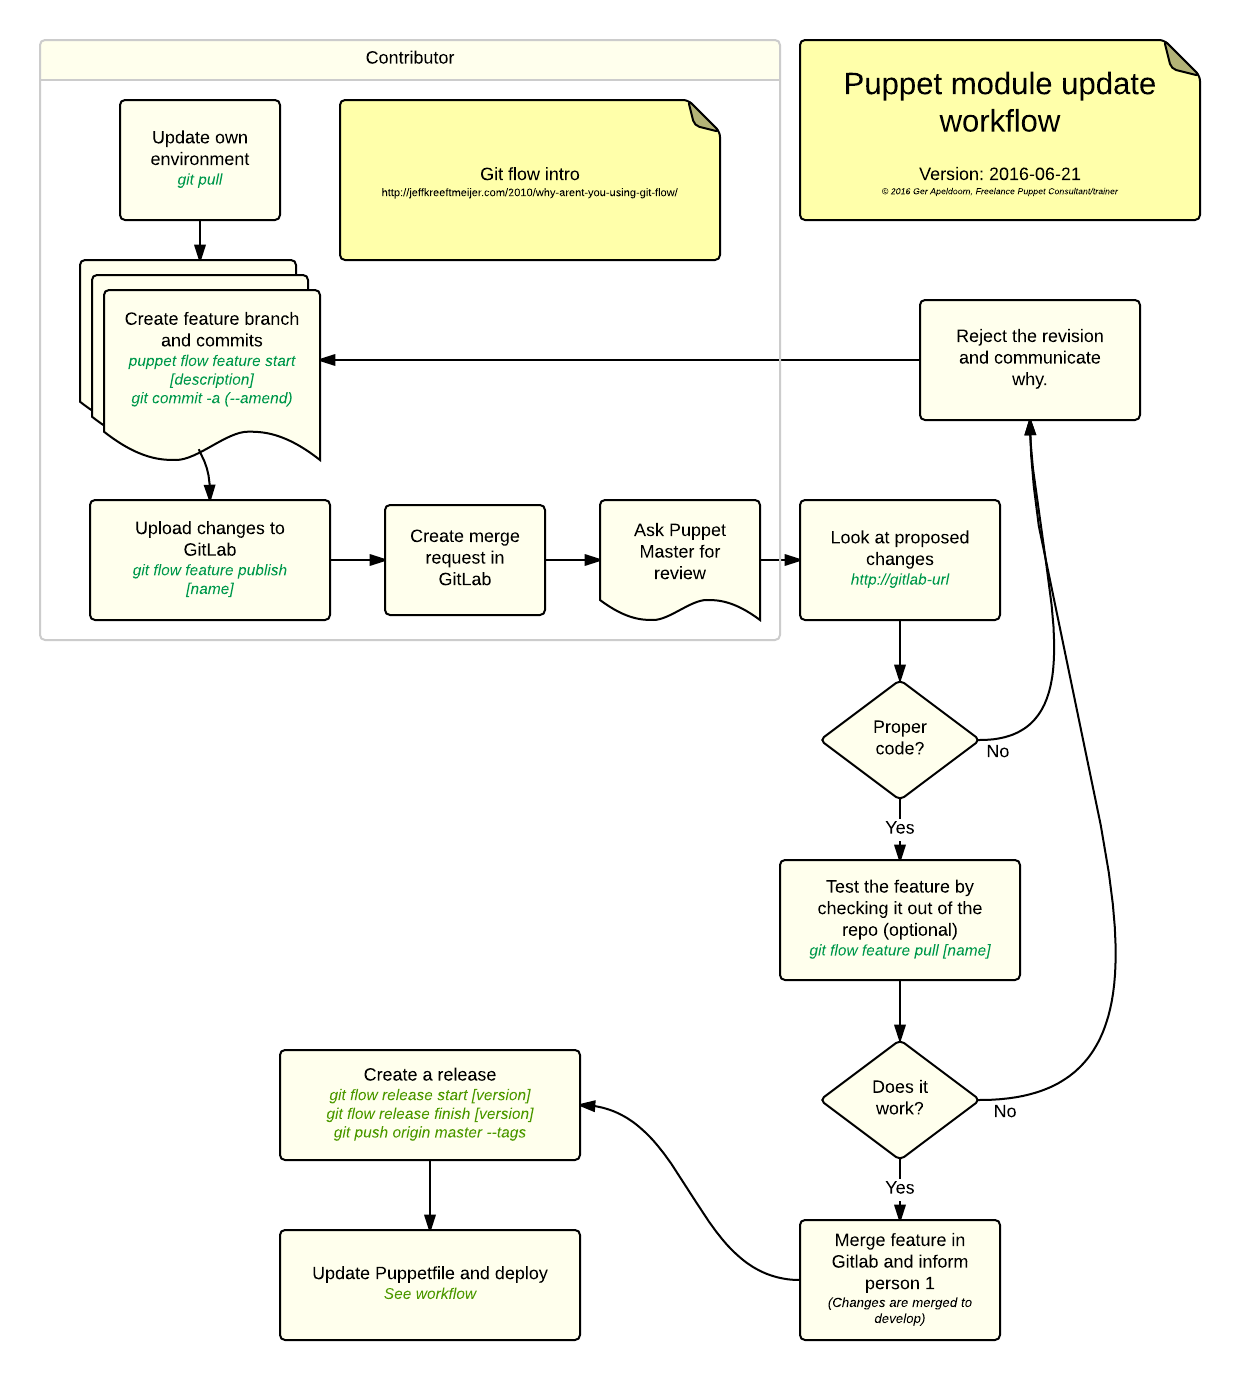 Contributor
Puppet module update
workflow
Version: 2016-06-21
© 2016 Ger Apeldoorn, Freelance Puppet Consultant/trainer
Update own
environment
git pull
Git flow intro
http://jeffkreeftmeijer.com/2010/why-arent-you-using-git-flow/
Create feature branch
and commits
puppet flow feature start
[description]
git commit -a (--amend)
Reject the revision
and communicate
why.
Upload changes to
GitLab
git flow feature publish
[name]
Create merge
request in
GitLab
Ask Puppet
Master for
review
Look at proposed
changes
http://gitlab-url
Proper
code?
No
Yes
Test the feature by
checking it out of the
repo (optional)
git flow feature pull [name]
Does it
work?
No
Yes
Create a release
git flow release start [version]
git flow release finish [version]
git push origin master --tags
Merge feature in
Gitlab and inform
person 1
(Changes are merged to
develop)
Update Puppetfile and deploy
See workflow